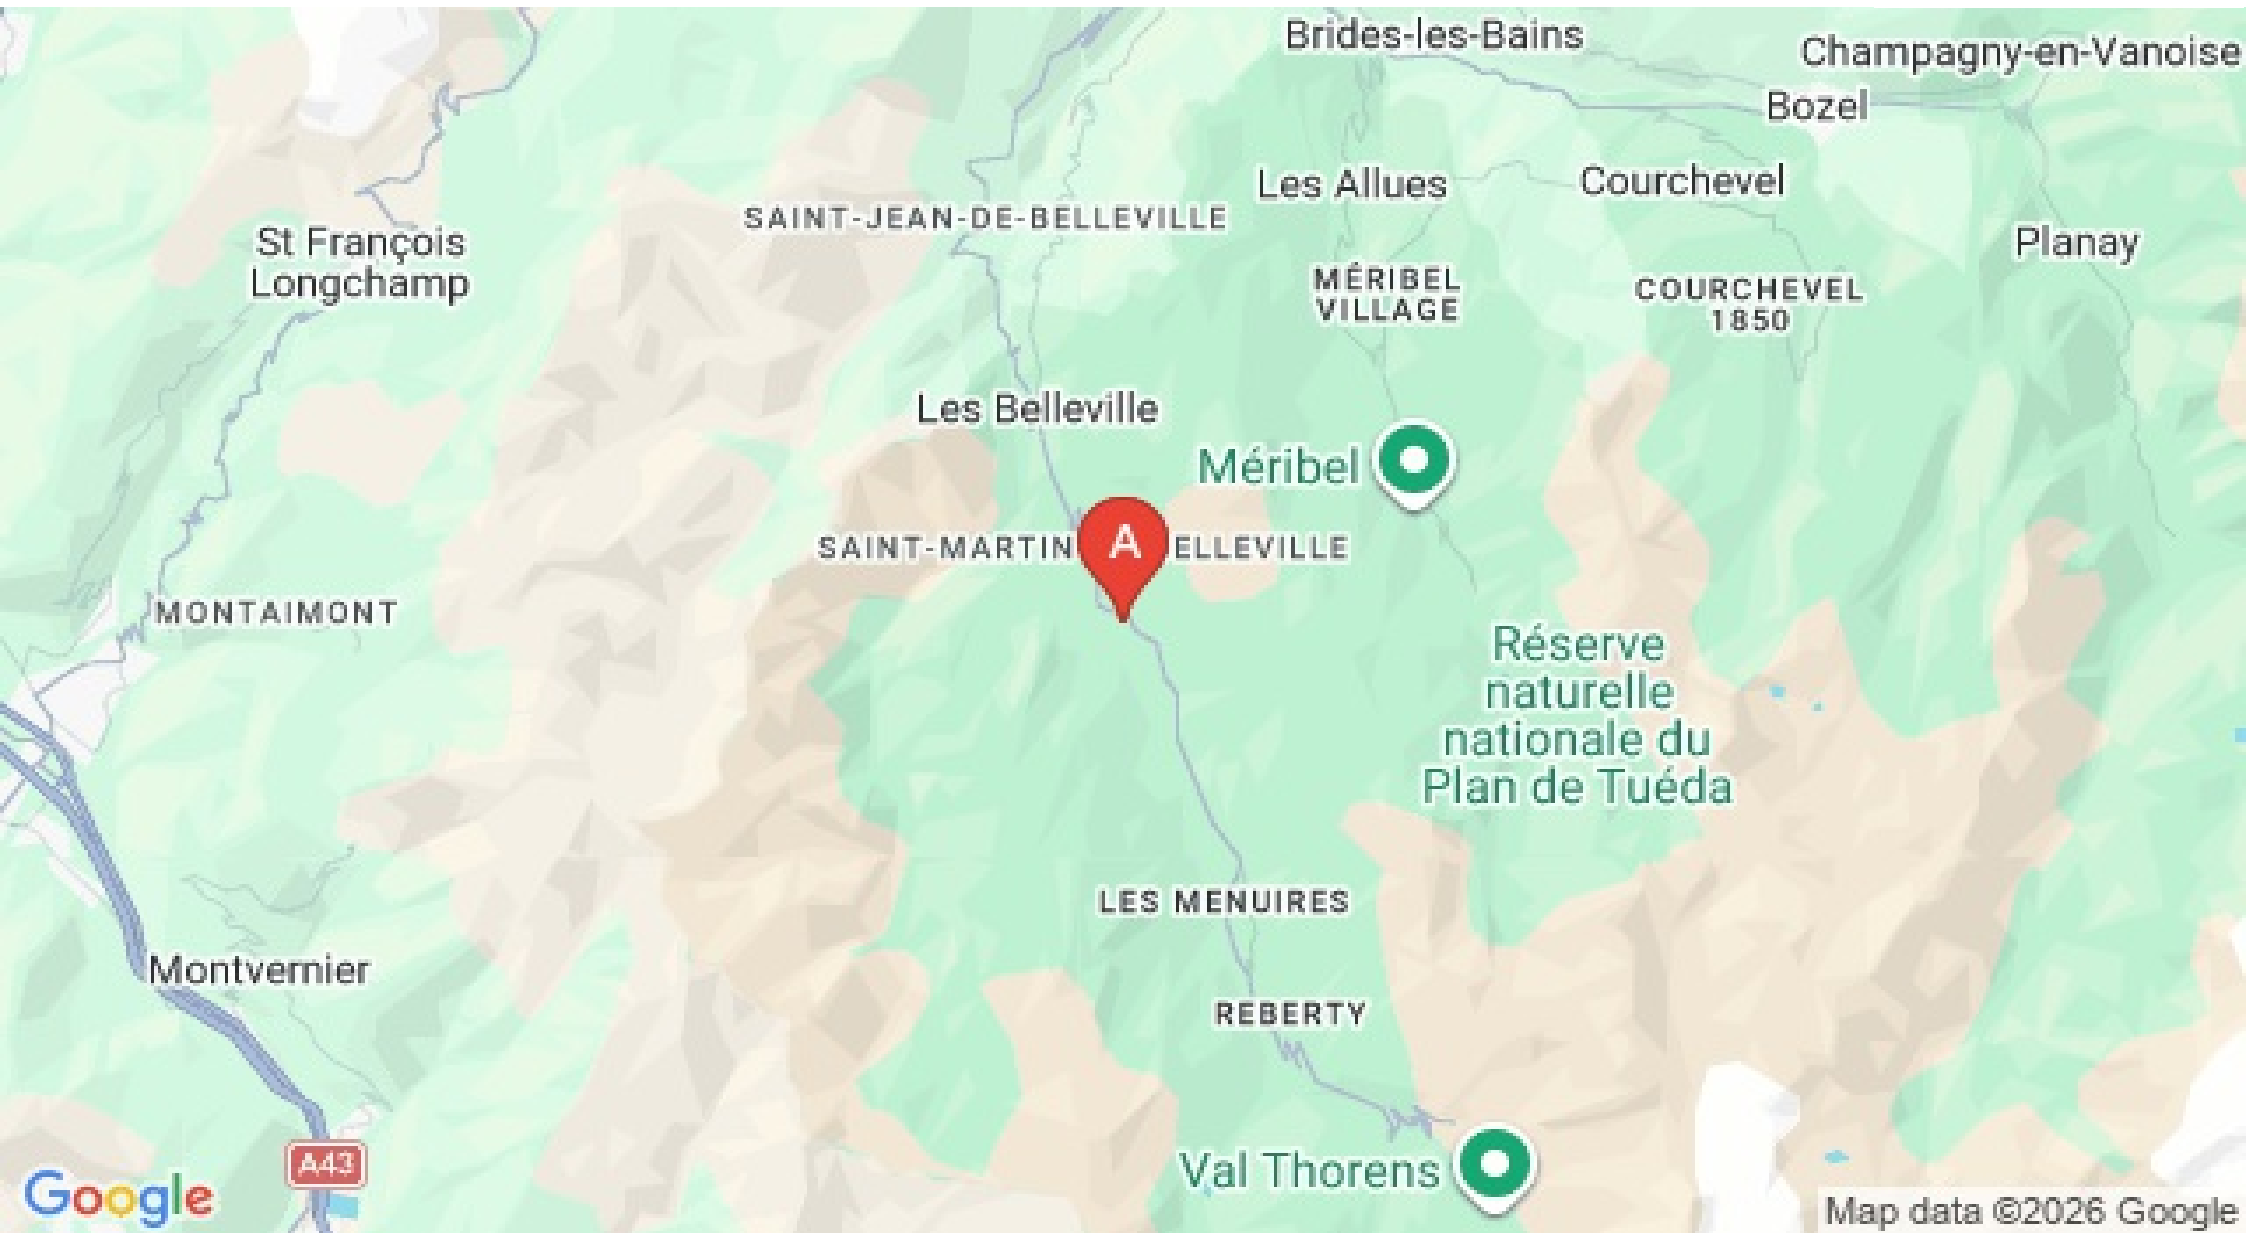 Brides-les-Bains
Champagny-en-Vanoise
Bozel
Les Allues
Courchevel
SAINT-JEAN-DE-BELLEVILLE
St François
Longchamp
Planay
MÉRIBEL
VILLAGE
COURCHEVEL
1850
Les Belleville
Méribel
A
SAINT-MARTIN ELLEVILLE
MONTAIMONT
Réserve
naturelle
nationale du
Plan de Tuéda
LES MENUIRES
Montvernier
REBERTY
A43
Val Thorens
Google
Map data ©2026 Google